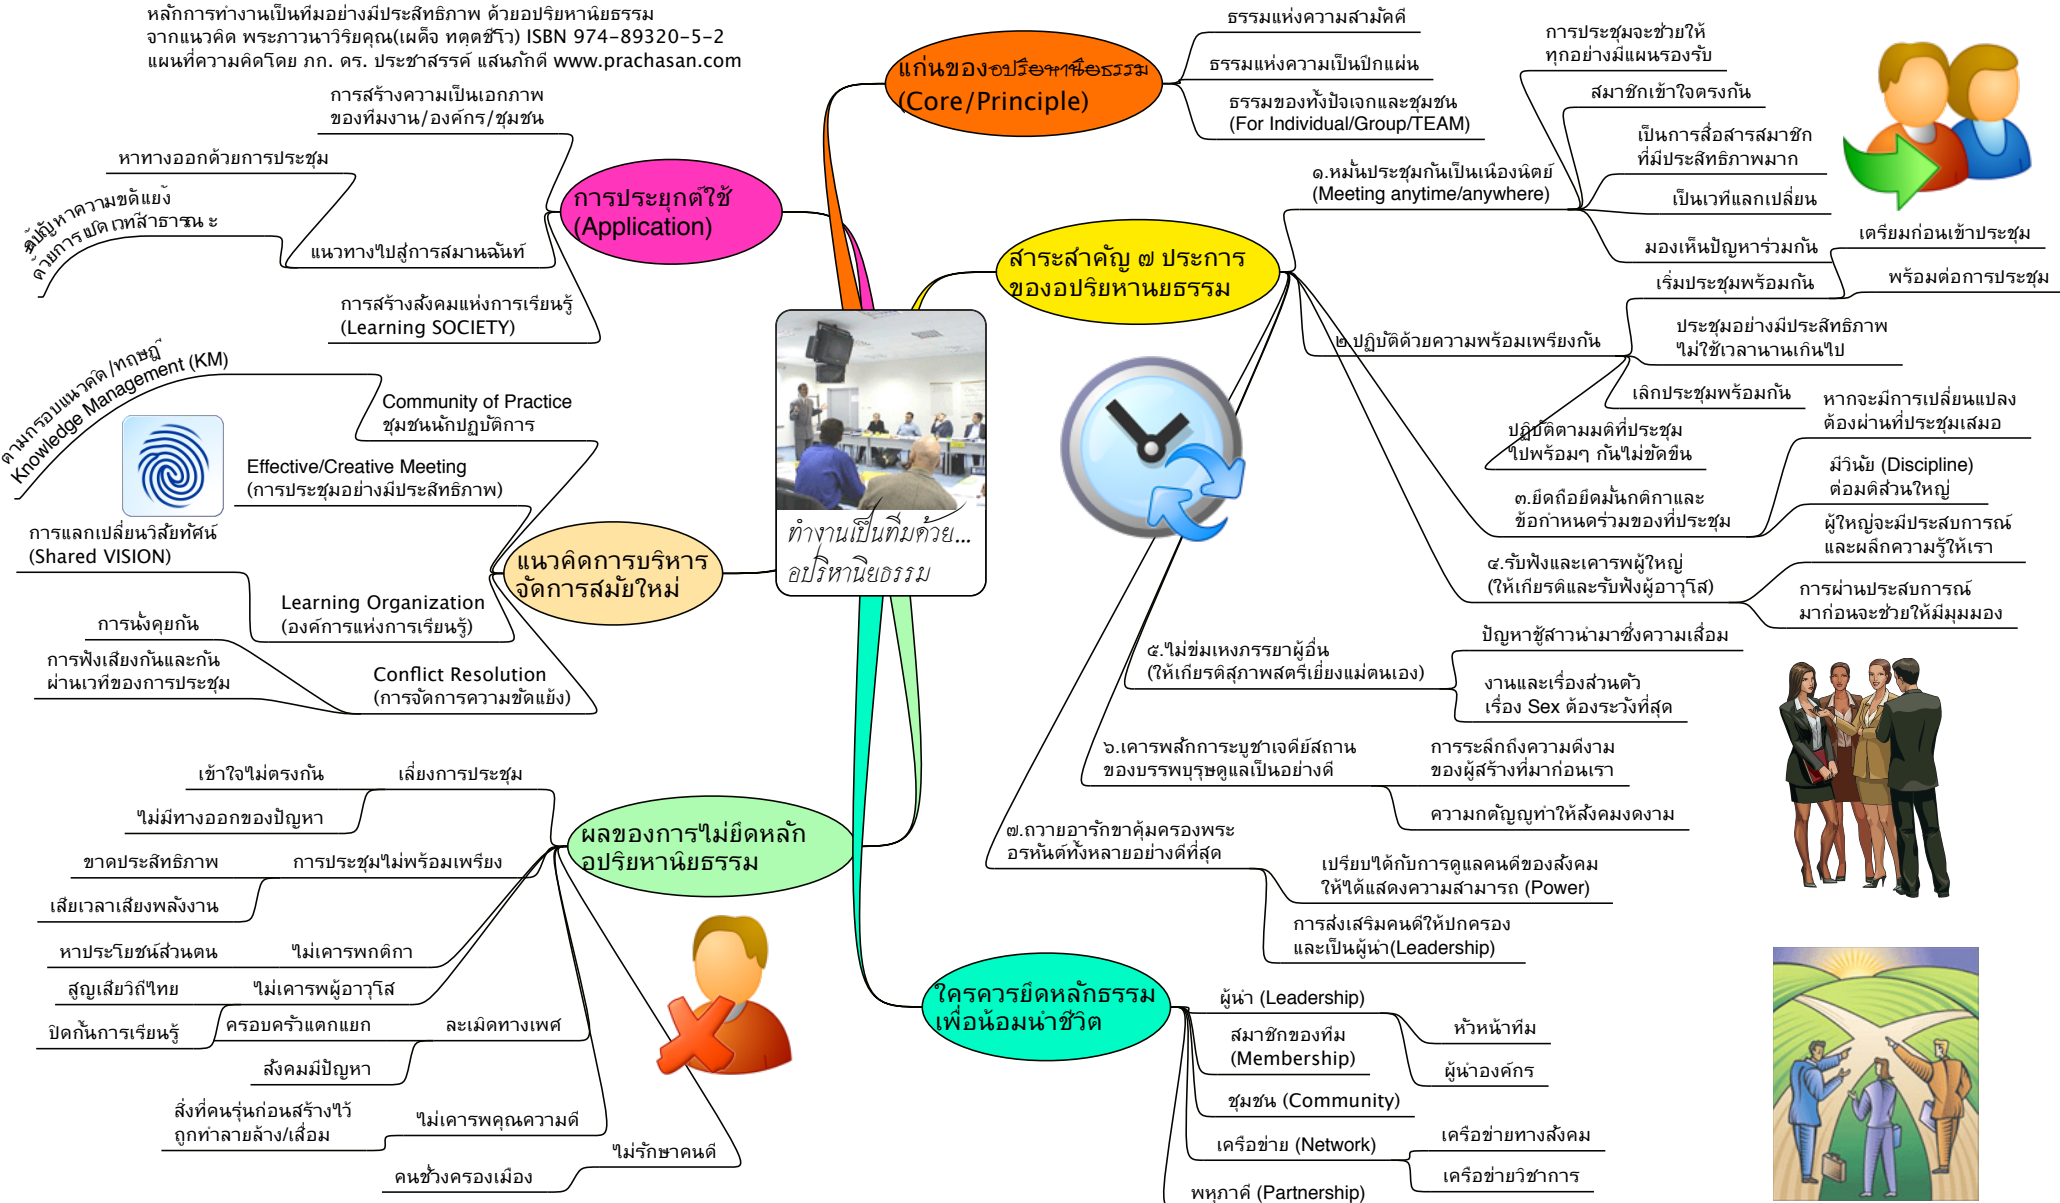 หลักการทำงานเป็นทีมอย่างมีประสิทธิภาพ ด้วยอปริยหานิยธรรม
จากแนวคิด พระภาวนาวิริยคุณ(เผด็จ ทตฺตชีโว) ISBN 974-89320-5-2
แผนที่ความคิดโดย ภก. ดร. ประชาสรรค์ แสนภักดี www.prachasan.com
แก่นของอปริยหานิยธรรม
(Core/Principle)
ธรรมแห่งความสามัคคี
ธรรมแห่งความเป็นปึกแผ่น
ธรรมของทั้งปัจเจกและชุมชน
(For Individual/Group/TEAM)
การประยุกต์ใช้
(Application)
การสร้างความเป็นเอกภาพ
ของทีมงาน/องค์กร/ชุมชน
หาทางออกด้วยการประชุม
ด้วยการเปิดเวทีสาธารณะ
แนวทางไปสู่การสมานฉันท์
การสร้างสังคมแห่งการเรียนรู้
(Learning SOCIETY)
สาระสำคัญ ๗ ประการ
ของอปริยหานยธรรม
๑.หมั่นประชุมกันเป็นเนืองนิตย์
(Meeting anytime/anywhere)
การประชุมจะช่วยให้
ทุกอย่างมีแผนรองรับ
สมาชิกเข้าใจตรงกัน
เป็นการสื่อสารสมาชิก
ที่มีประสิทธิภาพมาก
เป็นเวทีแลกเปลี่ยน
มองเห็นปัญหาร่วมกัน
๒.ปฏิบัติด้วยความพร้อมเพรียงกัน
เริ่มประชุมพร้อมกัน
เตรียมก่อนเข้าประชุม
พร้อมต่อการประชุม
ประชุมอย่างมีประสิทธิภาพ
ไม่ใช้เวลานานเกินไป
เลิกประชุมพร้อมกัน
ปฏิบัติตามมติที่ประชุม
ไปพร้อมๆ กันไม่ขัดขืน
๓.ยึดถือยึดมั่นกติกาและ
ข้อกำหนดร่วมของที่ประชุม
หากจะมีการเปลี่ยนแปลง
ต้องผ่านที่ประชุมเสมอ
มีวินัย (Discipline)
ต่อมติส่วนใหญ่
๔.รับฟังและเคารพผู้ใหญ่
(ให้เกียรติและรับฟังผู้อาวุโส)
ผู้ใหญ่จะมีประสบการณ์
และผลึกความรู้ให้เรา
การผ่านประสบการณ์
มาก่อนจะช่วยให้มีมุมมอง
๕.ไม่ข่มเหงภรรยาผู้อื่น
(ให้เกียรติสุภาพสตรีเยี่ยงแม่ตนเอง)
ปัญหาชู้สาวนำมาซึ่งความเสื่อม
งานและเรื่องส่วนตัว
เรื่อง Sex ต้องระวังที่สุด
๖.เคารพสักการะบูชาเจดีย์สถาน
ของบรรพบุรุษดูแลเป็นอย่างดี
การระลึกถึงความดีงาม
ของผู้สร้างที่มาก่อนเรา
ความกตัญญูทำให้สังคมงดงาม
๗.ถวายอารักขาคุ้มครองพระ
อรหันต์ทั้งหลายอย่างดีที่สุด
เปรียบได้กับการดูแลคนดีของสังคม
ให้ได้แสดงความสามารถ (Power)
การส่งเสริมคนดีให้ปกครอง
และเป็นผู้นำ(Leadership)
ทำงานเป็นทีมด้วย...
อปริหานิยธรรม
ตามกรอบแนวคิด/ทฤษฎี
Knowledge Management (KM)
Community of Practice
ชุมชนนักปฏิบัติการ
Effective/Creative Meeting
(การประชุมอย่างมีประสิทธิภาพ)
แนวคิดการบริหาร
จัดการสมัยใหม่
การแลกเปลี่ยนวิสัยทัศน์
(Shared VISION)
Learning Organization
(องค์การแห่งการเรียนรู้)
การนั่งคุยกัน
การฟังเสียงกันและกัน
ผ่านเวทีของการประชุม
Conflict Resolution
(การจัดการความขัดแย้ง)
ผลของการไม่ยึดหลัก
อปริยหานิยธรรม
เลี่ยงการประชุม
เข้าใจไม่ตรงกัน
ไม่มีทางออกของปัญหา
การประชุมไม่พร้อมเพรียง
ขาดประสิทธิภาพ
เสียเวลาเสียงพลังงาน
ไม่เคารพกติกา
หาประโยชน์ส่วนตน
ไม่เคารพผู้อาวุโส
สูญเสียวิถีไทย
ปิดกั้นการเรียนรู้
ละเมิดทางเพศ
ครอบครัวแตกแยก
สังคมมีปัญหา
ไม่เคารพคุณความดี
สิ่งที่คนรุ่นก่อนสร้างไว้
ถูกทำลายล้าง/เสื่อม
ไม่รักษาคนดี
คนชั่วงครองเมือง
ใครควรยึดหลักธรรม
เพื่อน้อมนำชีวิต
ผู้นำ (Leadership)
หัวหน้าทีม
ผู้นำองค์กร
สมาชิกของทีม
(Membership)
ชุมชน (Community)
เครือข่าย (Network)
เครือข่ายทางสังคม
เครือข่ายวิชาการ
พหุภาคี (Partnership)